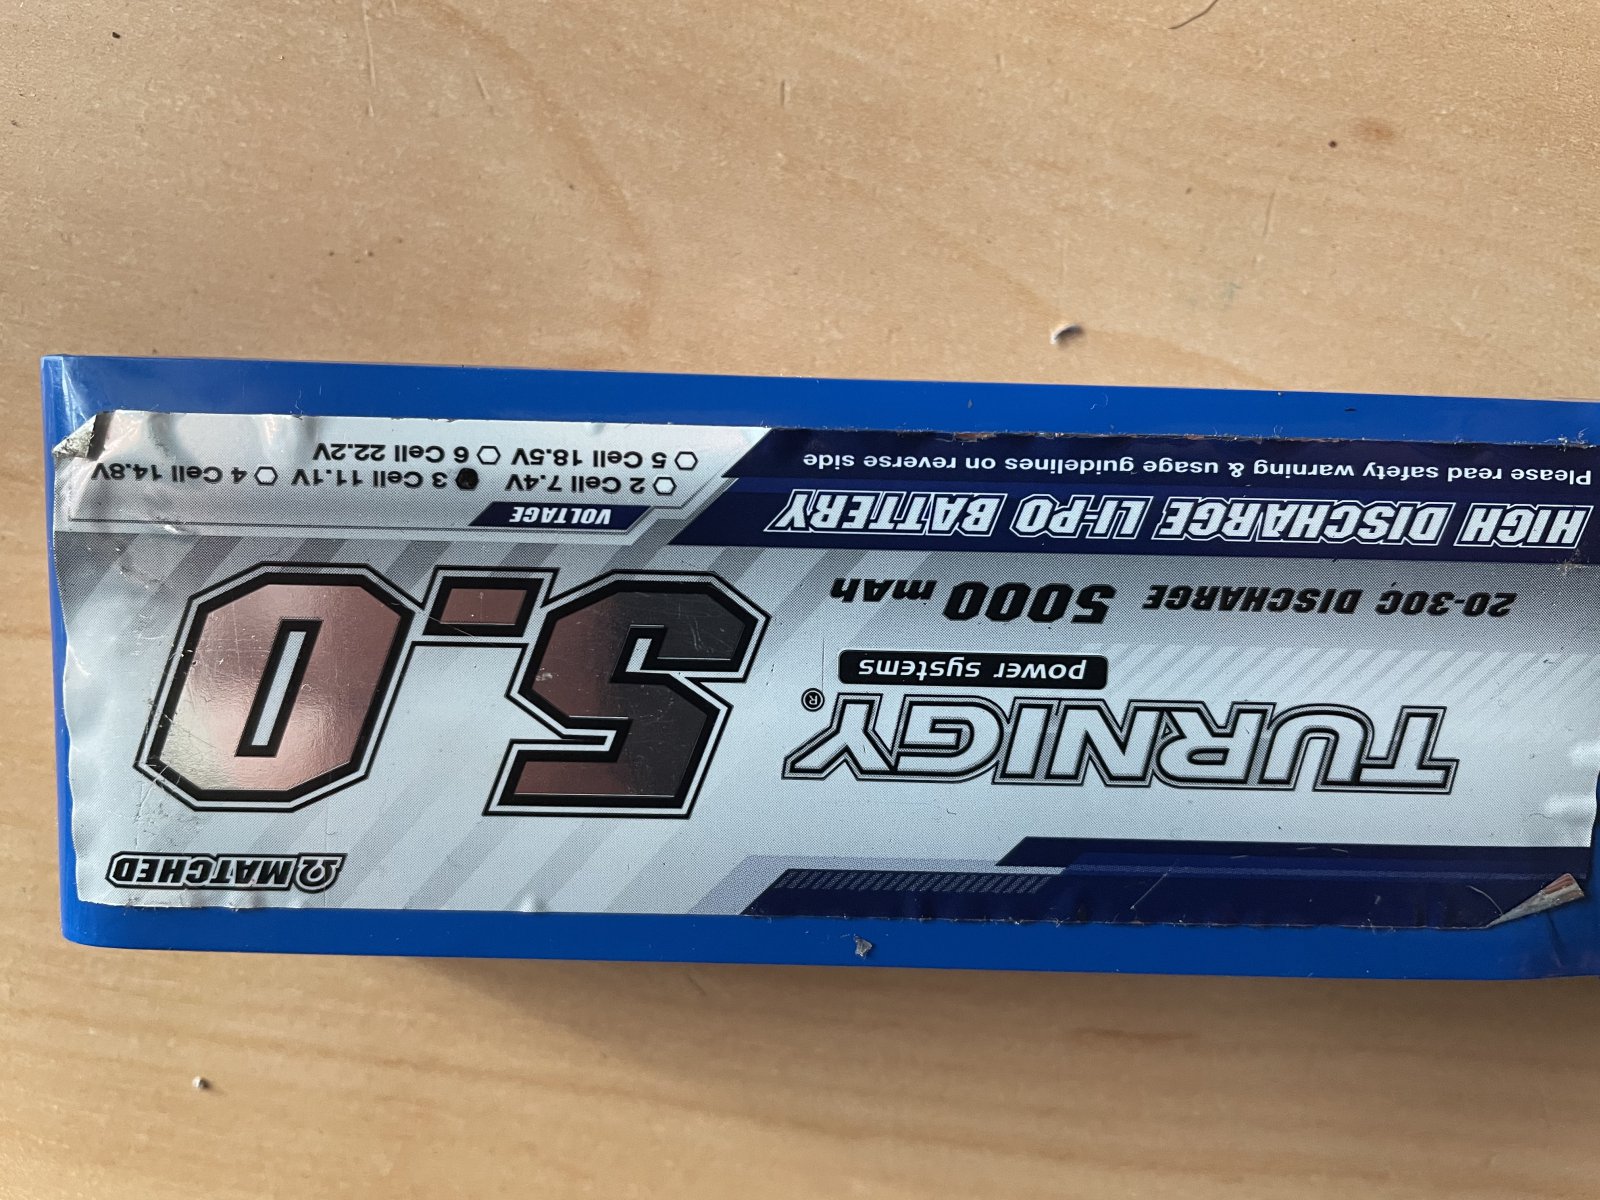 Ω MATCHED
TURNIGY®
power systems
5.0
20-30C DISCHARGE 5000 mAh
HIGH DISCHARGE LI-PO BATTERY
Please read safety warning & usage guidelines on reverse side
VOLTAGE
2 Cell 7.4V 3 Cell 11.1V 4 Cell 14.8V
5 Cell 18.5V 6 Cell 22.2V